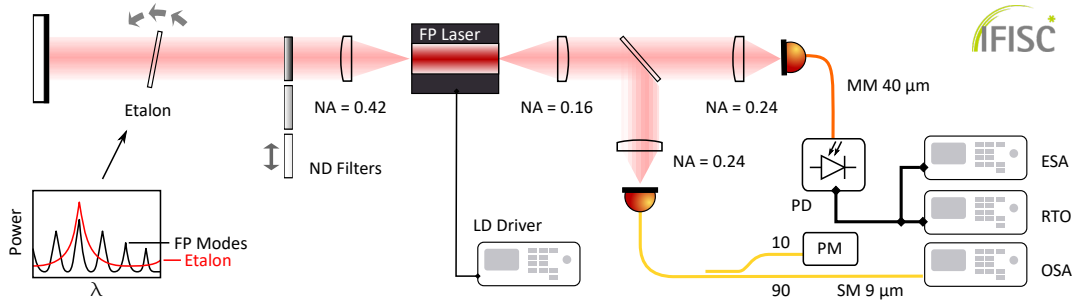 FP Laser
IFISC
Etalon
NA = 0.42
NA = 0.16
NA = 0.24
MM 40 µm
ND Filters
NA = 0.24
PD
ESA
RTO
OSA
Power
FP Modes
Etalon
λ
LD Driver
10
PM
90
SM 9 µm